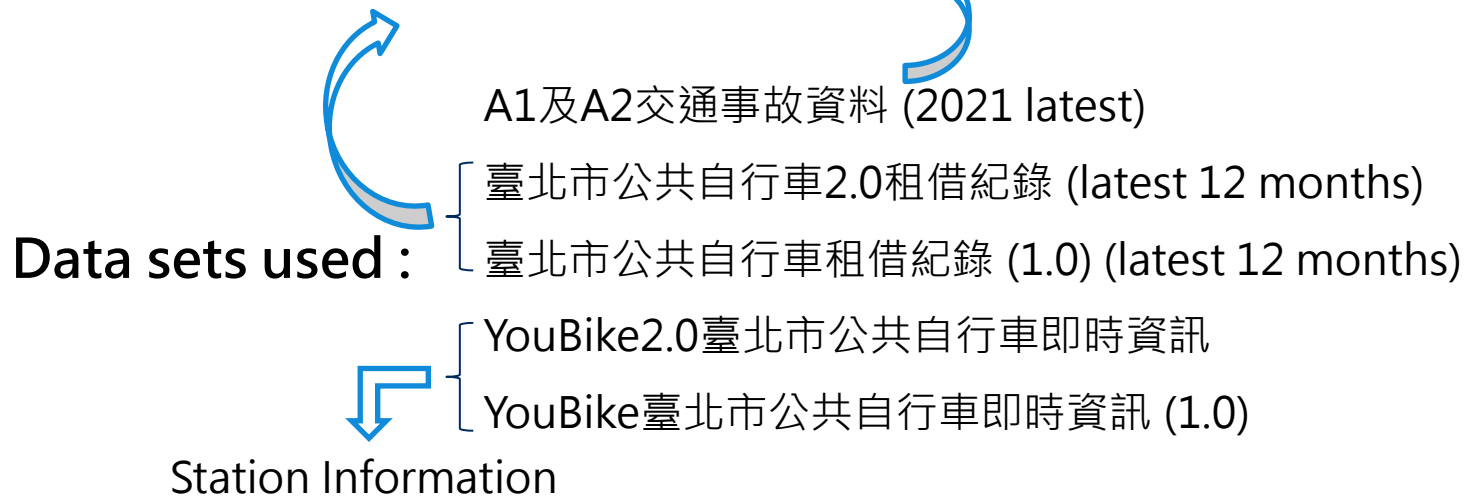 A1及A2交通事故資料 (2021 latest)
臺北市公共自行車2.0租借紀錄 (latest 12 months)
Data sets used :
臺北市公共自行車租借紀錄 (1.0) (latest 12 months)
YouBike2.0臺北市公共自行車即時資訊
YouBike臺北市公共自行車即時資訊 (1.0)
Station Information